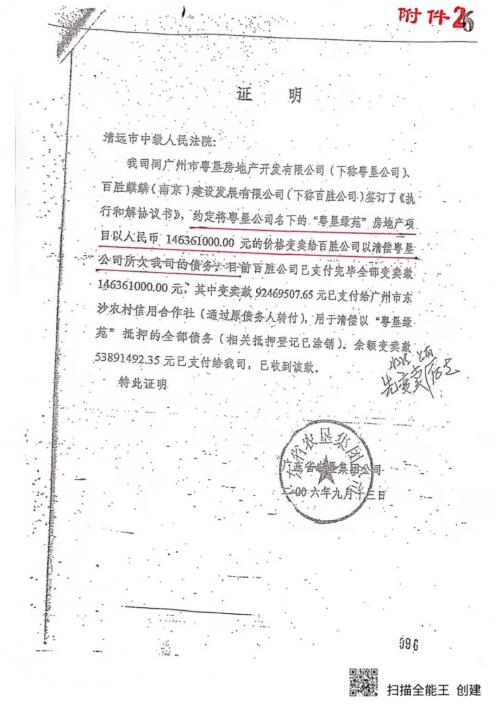 附件26
证 明
清远市中级人民法院：
我司同广州市粤垦房地产开发有限公司（下称粤垦公司）、
百胜麒麟（南京）建设发展有限公司（下称百胜公司）签订了《执
行和解协议书》，约定将粤垦公司名下的“粤垦绿苑”房地产项
目以人民币 146361000.00 元的价格变卖给百胜公司以清偿粤垦
公司所欠我司的债务。目前百胜公司已支付完毕全部变卖款
146361000.00 元，其中变卖款 92469507.65 元已支付给广州市东
沙农村信用合作社（通过原债务人转付），用于清偿以“粤垦绿
苑”抵押的全部债务（相关抵押登记已涂销）、余额变卖款
53891492.35 元已支付给我司，已收到该款。
特此证明
先变卖
广东省农垦集团公司
二00六年九月十三日
096
扫描全能王 创建